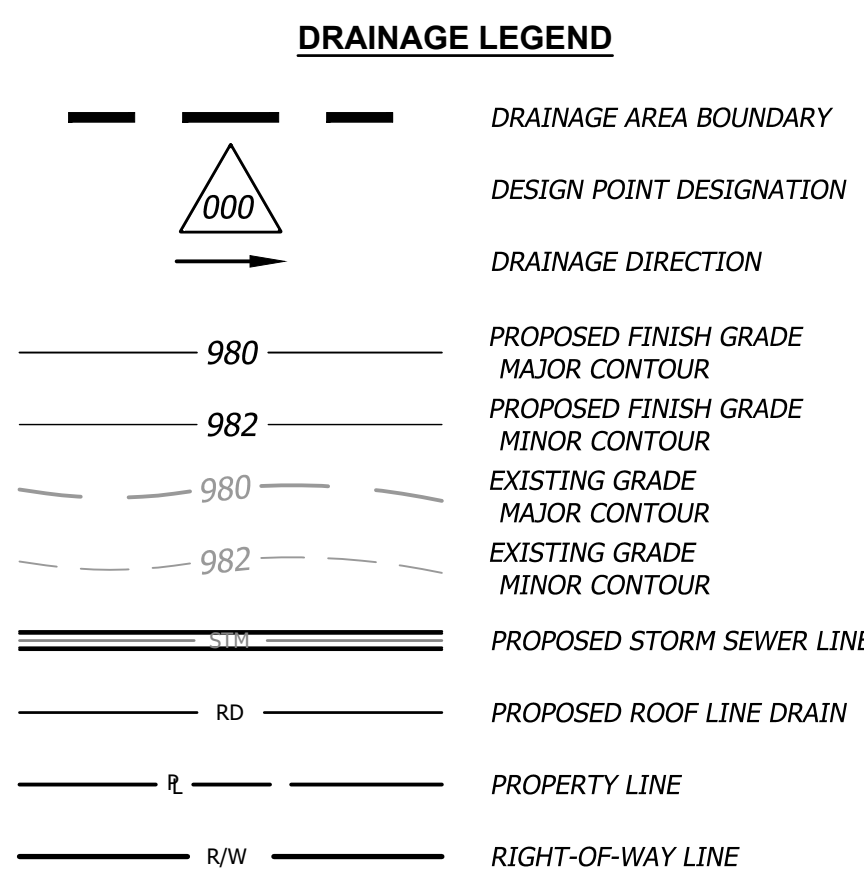 DRAINAGE LEGEND
DRAINAGE AREA BOUNDARY
000 DESIGN POINT DESIGNATION
DRAINAGE DIRECTION
980 PROPOSED FINISH GRADE
MAJOR CONTOUR
982 PROPOSED FINISH GRADE
MINOR CONTOUR
980 EXISTING GRADE
MAJOR CONTOUR
982 EXISTING GRADE
MINOR CONTOUR
STM PROPOSED STORM SEWER LINE
RD PROPOSED ROOF LINE DRAIN
PL PROPERTY LINE
R/W RIGHT-OF-WAY LINE